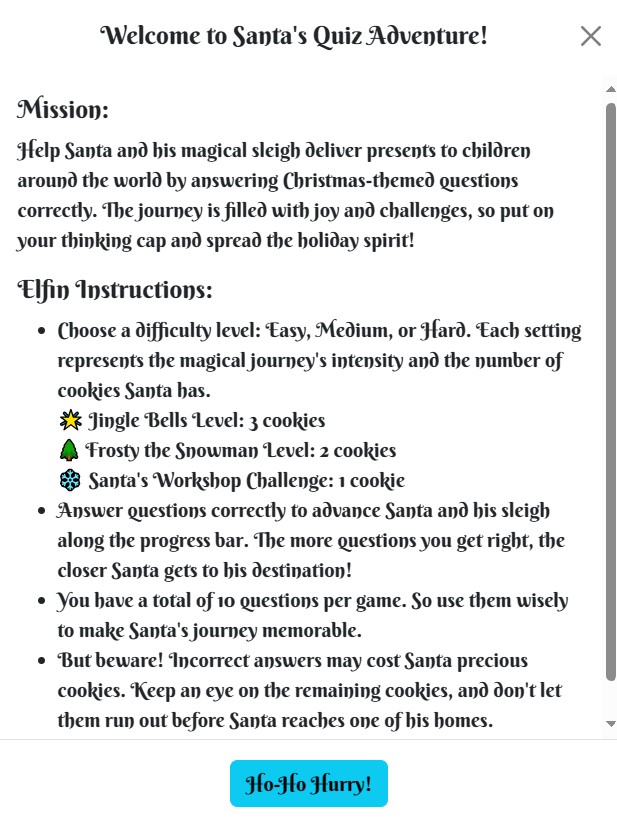 Welcome to Santa's Quiz Adventure!
Mission:
Help Santa and his magical sleigh deliver presents to children
around the world by answering Christmas-themed questions
correctly. The journey is filled with joy and challenges, so put on
your thinking cap and spread the holiday spirit!
Elfin Instructions:
• Choose a difficulty level: Easy, Medium, or Hard. Each setting
represents the magical journey's intensity and the number of
cookies Santa has.
🌟 Jingle Bells Level: 3 cookies
🌲 Frosty the Snowman Level: 2 cookies
❄️ Santa's Workshop Challenge: 1 cookie
• Answer questions correctly to advance Santa and his sleigh
along the progress bar. The more questions you get right, the
closer Santa gets to his destination!
• You have a total of 10 questions per game. So use them wisely
to make Santa's journey memorable.
• But beware! Incorrect answers may cost Santa precious
cookies. Keep an eye on the remaining cookies, and don't let
them run out before Santa reaches one of his homes.
Ho-Ho Hurry!